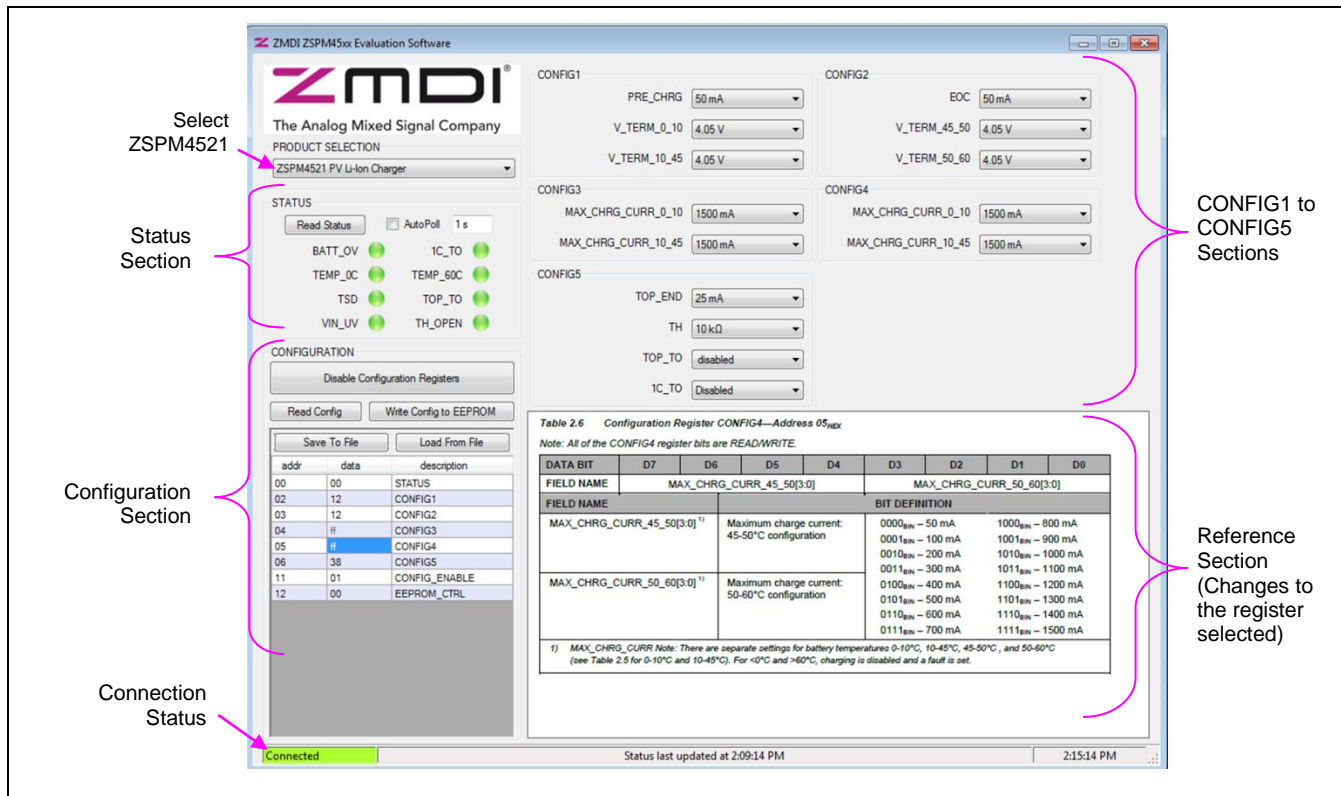 ZMDI ZSPM45xx Evaluation Software
ZMDI®
The Analog Mixed Signal Company
Select
ZSPM4521
PRODUCT SELECTION
ZSPM4521 PV Li-Ion Charger
Status
Section
STATUS
Read Status AutoPoll 1 s
BATT_OV 1C_TO
TEMP_0C TEMP_60C
TSD TOP_TO
VIN_UV TH_OPEN
Configuration
Section
CONFIGURATION
Disable Configuration Registers
Read Config Write Config to EEPROM
Save To File Load From File
addr data description
00 00 STATUS
02 12 CONFIG1
03 12 CONFIG2
04 ff CONFIG3
05 ff CONFIG4
06 38 CONFIG5
11 01 CONFIG_ENABLE
12 00 EEPROM_CTRL
Connection
Status
CONFIG1
PRE_CHRG 50 mA
V_TERM_0_10 4.05 V
V_TERM_10_45 4.05 V
CONFIG2
EOC 50 mA
V_TERM_45_50 4.05 V
V_TERM_50_60 4.05 V
CONFIG3
MAX_CHRG_CURR_0_10 1500 mA
MAX_CHRG_CURR_10_45 1500 mA
CONFIG4
MAX_CHRG_CURR_0_10 1500 mA
MAX_CHRG_CURR_10_45 1500 mA
CONFIG5
TOP_END 25 mA
TH 10 kΩ
TOP_TO disabled
1C_TO Disabled
CONFIG1 to
CONFIG5
Sections
Table 2.6 Configuration Register CONFIG4—Address 05HEX
Note: All of the CONFIG4 register bits are READ/WRITE.
DATA BIT D7 D6 D5 D4 D3 D2 D1 D0
FIELD NAME MAX_CHRG_CURR_45_50[3:0] MAX_CHRG_CURR_50_60[3:0]
FIELD NAME BIT DEFINITION
MAX_CHRG_CURR_45_50[3:0] 1) Maximum charge current:
45-50°C configuration
MAX_CHRG_CURR_50_60[3:0] 1) Maximum charge current:
50-60°C configuration
0000BIN – 50 mA 1000BIN – 800 mA
0001BIN – 100 mA 1001BIN – 900 mA
0010BIN – 200 mA 1010BIN – 1000 mA
0011BIN – 300 mA 1011BIN – 1100 mA
0100BIN – 400 mA 1100BIN – 1200 mA
0101BIN – 500 mA 1101BIN – 1300 mA
0110BIN – 600 mA 1110BIN – 1400 mA
0111BIN – 700 mA 1111BIN – 1500 mA
1) MAX_CHRG_CURR Note: There are separate settings for battery temperatures 0-10°C, 10-45°C, 45-50°C , and 50-60°C
(see Table 2.5 for 0-10°C and 10-45°C). For <0°C and >60°C, charging is disabled and a fault is set.
Reference
Section
(Changes to
the register
selected)
Connected Status last updated at 2:09:14 PM 2:15:14 PM